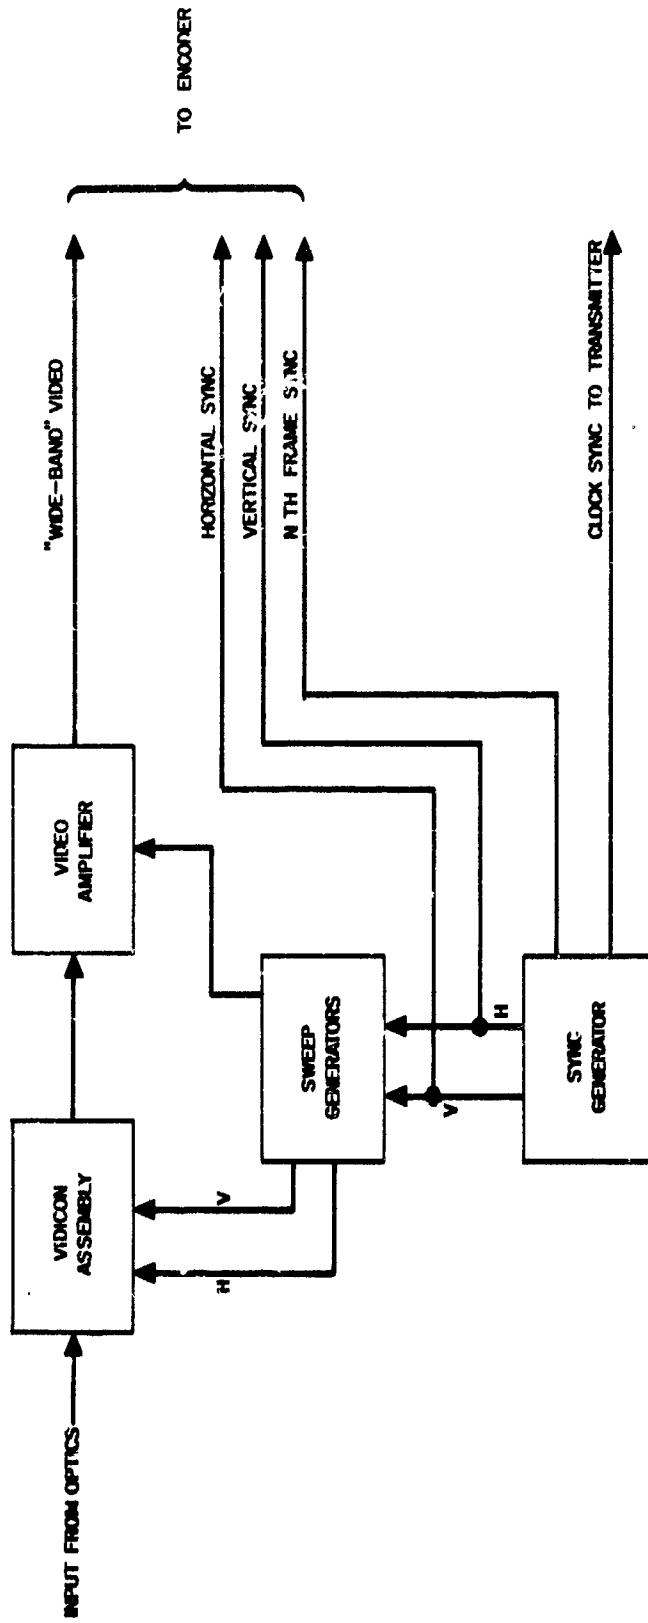 INPUT FROM OPTICS
VIDICON
ASSEMBLY
VIDEO
AMPLIFIER
"WIDE-BAND" VIDEO
TO ENCODER
H
V
HORIZONTAL SYNC
VERTICAL SYNC
N TH FRAME SYNC
SWEEP
GENERATORS
V
H
SYNC
GENERATOR
CLOCK SYNC TO TRANSMITTER